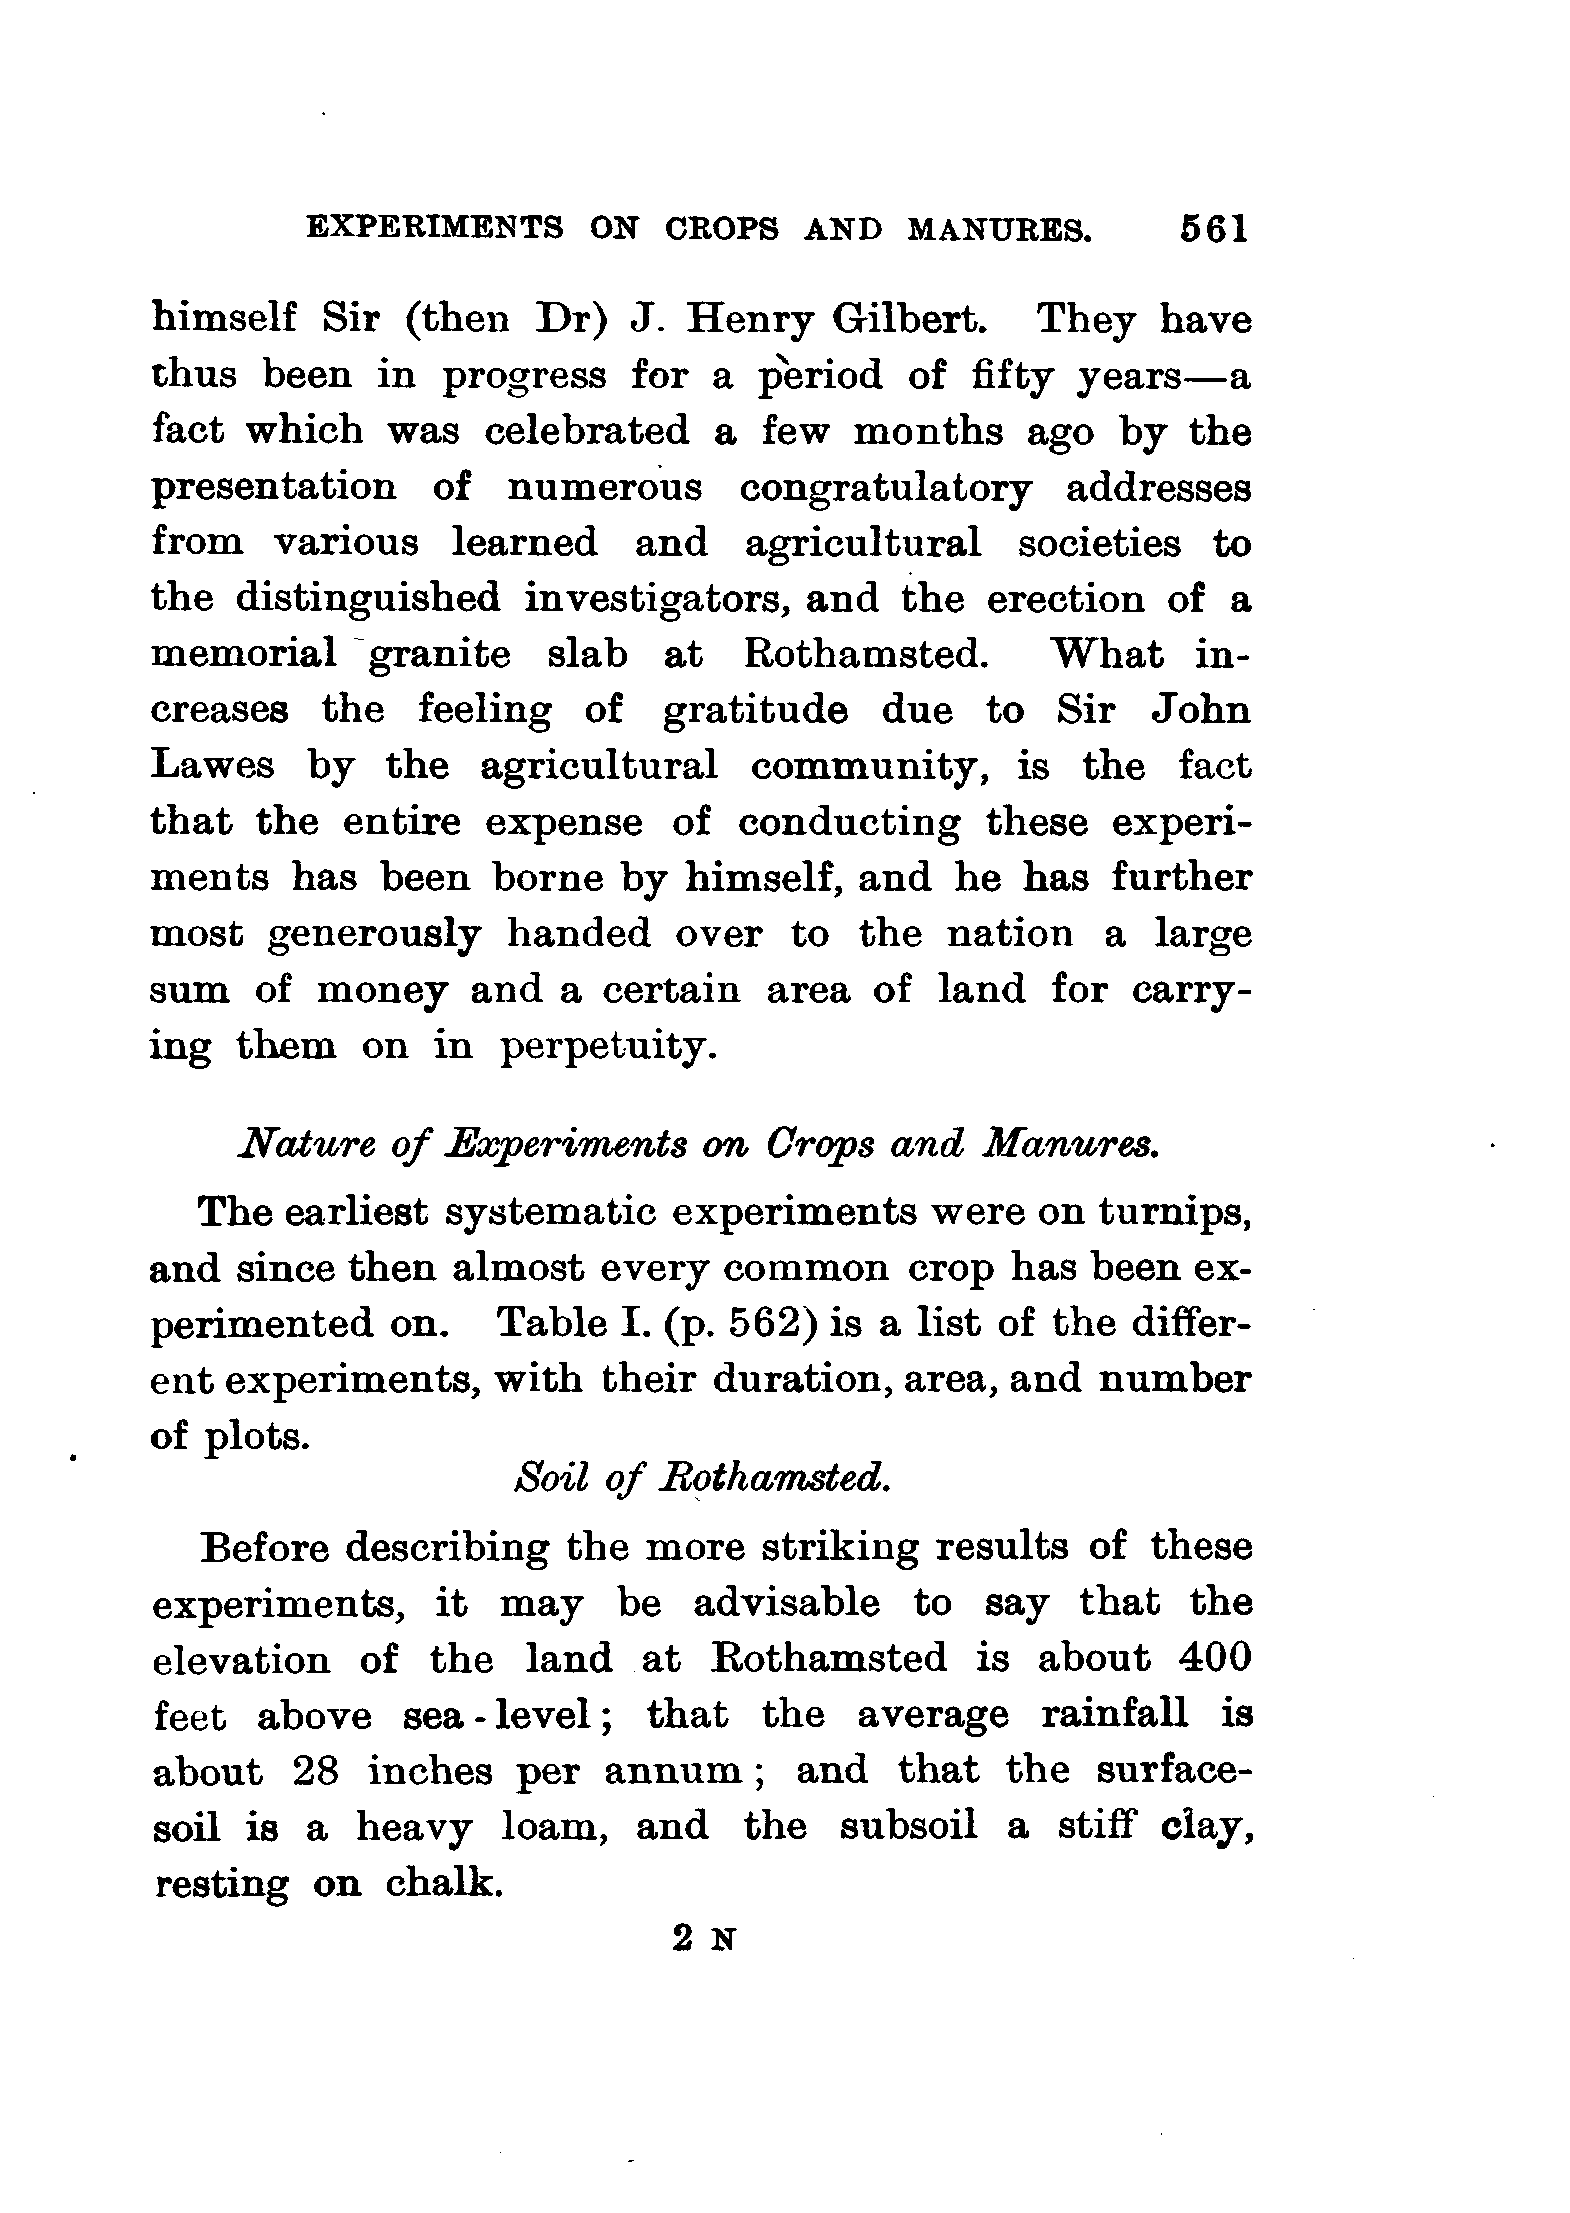 EXPERIMENTS ON CROPS AND MANURES. 561
himself Sir (then Dr) J. Henry Gilbert. They have
thus been in progress for a period of fifty years—a
fact which was celebrated a few months ago by the
presentation of numerous congratulatory addresses
from various learned and agricultural societies to
the distinguished investigators, and the erection of a
memorial granite slab at Rothamsted. What in-
creases the feeling of gratitude due to Sir John
Lawes by the agricultural community, is the fact
that the entire expense of conducting these experi-
ments has been borne by himself, and he has further
most generously handed over to the nation a large
sum of money and a certain area of land for carry-
ing them on in perpetuity.
Nature of Experiments on Crops and Manures.
The earliest systematic experiments were on turnips,
and since then almost every common crop has been ex-
perimented on. Table I. (p. 562) is a list of the differ-
ent experiments, with their duration, area, and number
of plots.
Soil of Rothamsted.
Before describing the more striking results of these
experiments, it may be advisable to say that the
elevation of the land at Rothamsted is about 400
feet above sea-level; that the average rainfall is
about 28 inches per annum; and that the surface-
soil is a heavy loam, and the subsoil a stiff clay,
resting on chalk.
2 N